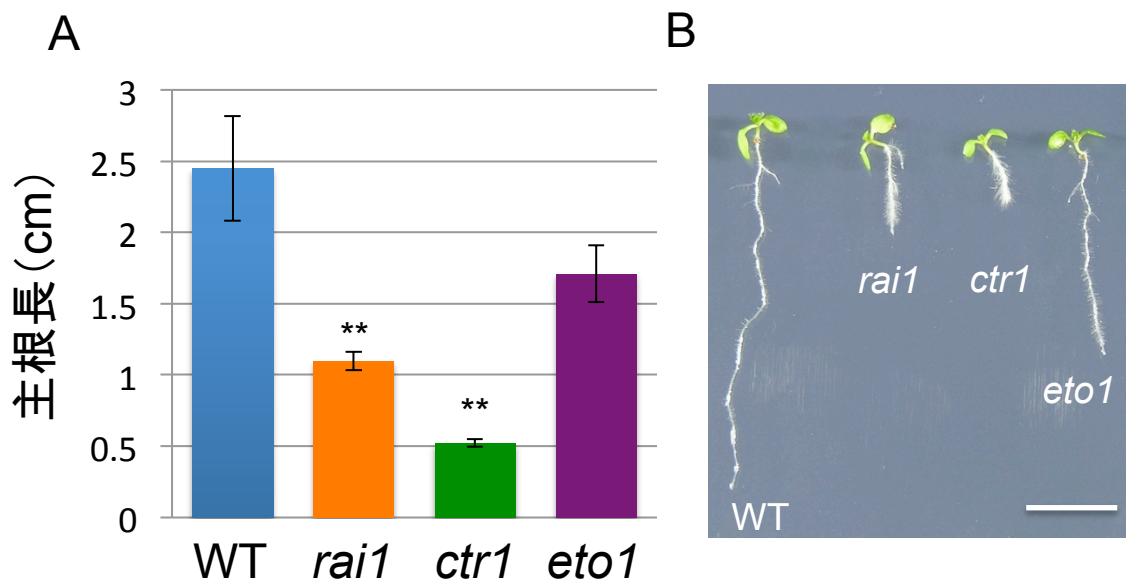 A
主根長(cm)
3
2.5
2
1.5
1
0.5
0
**
**
WT rai1 ctr1 eto1
B
rai1 ctr1
eto1
WT